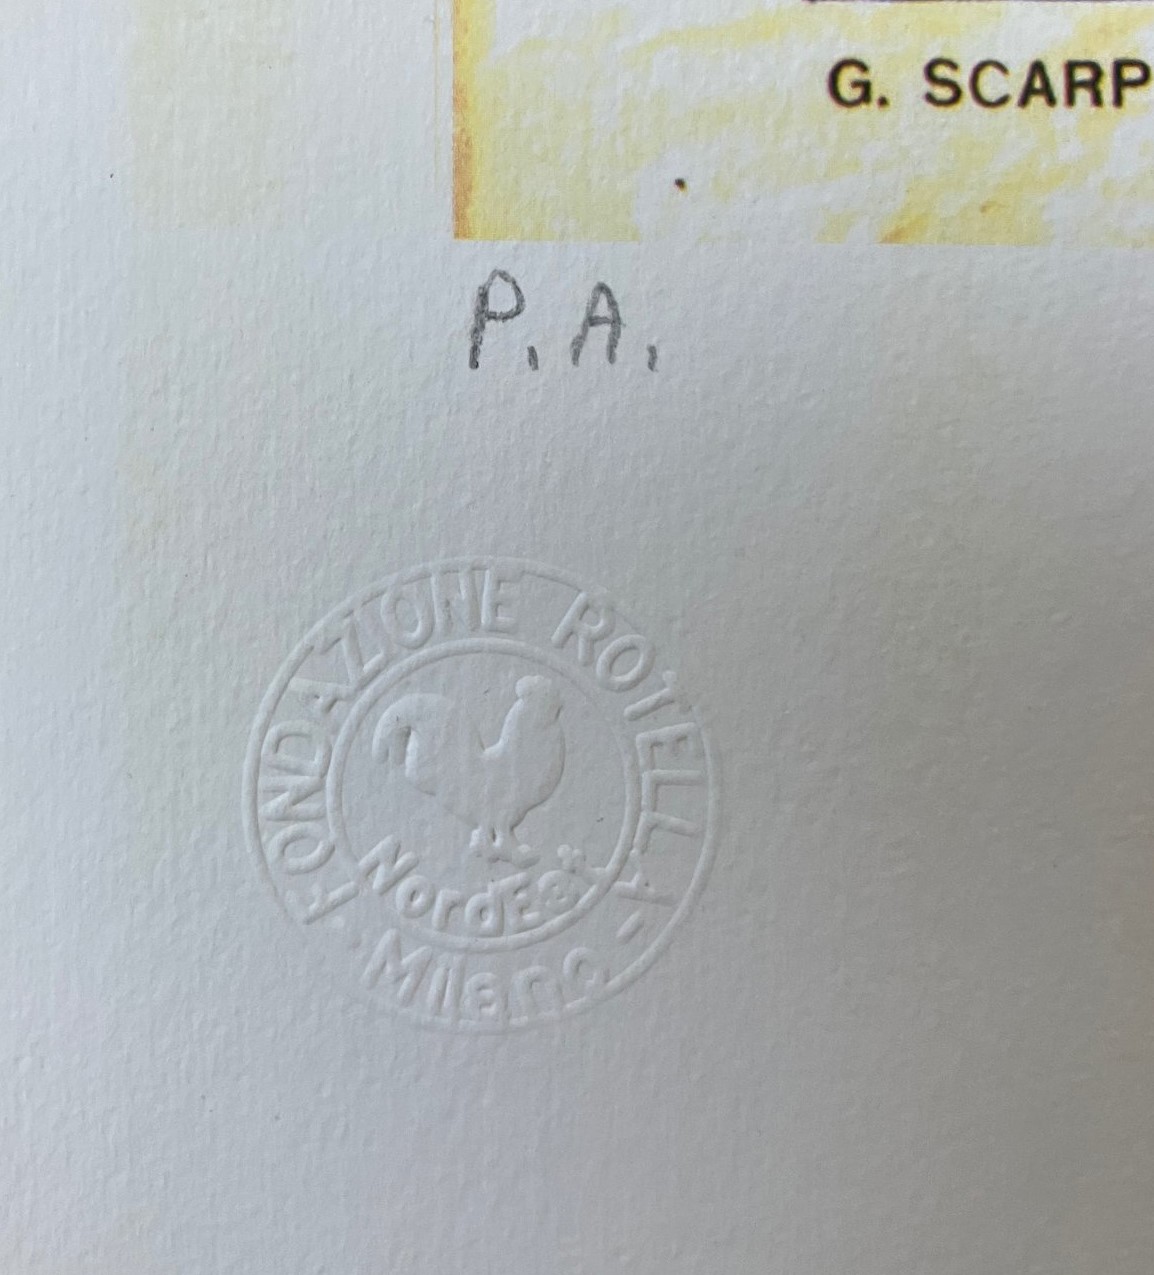 G. SCARP
P. A.
FONDAZIONE ROTELLA -
NordEst
Milano